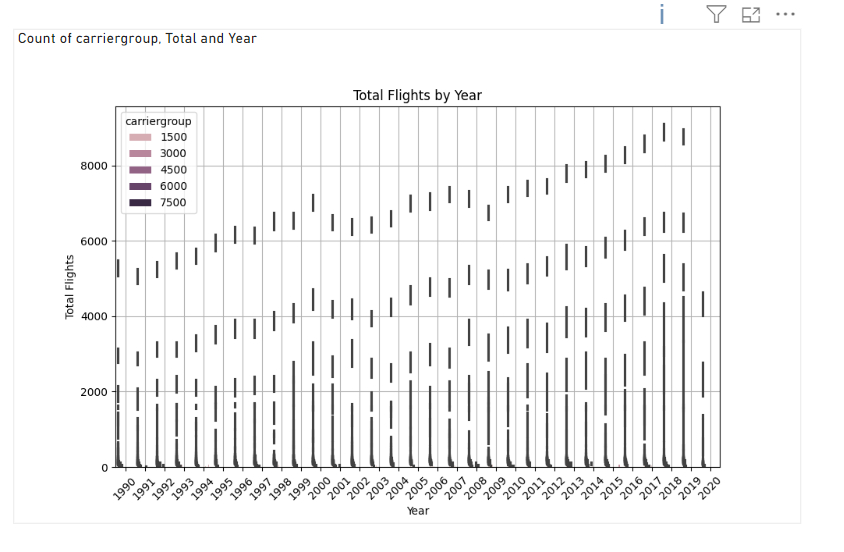 Count of carriergroup, Total and Year
Total Flights by Year
carriergroup
1500
3000
4500
6000
7500
8000
6000
4000
2000
0
Total Flights
1990 1991 1992 1993 1994 1995 1996 1997 1998 1999 2000 2001 2002 2003 2004 2005 2006 2007 2008 2009 2010 2011 2012 2013 2014 2015 2016 2017 2018 2019 2020
Year